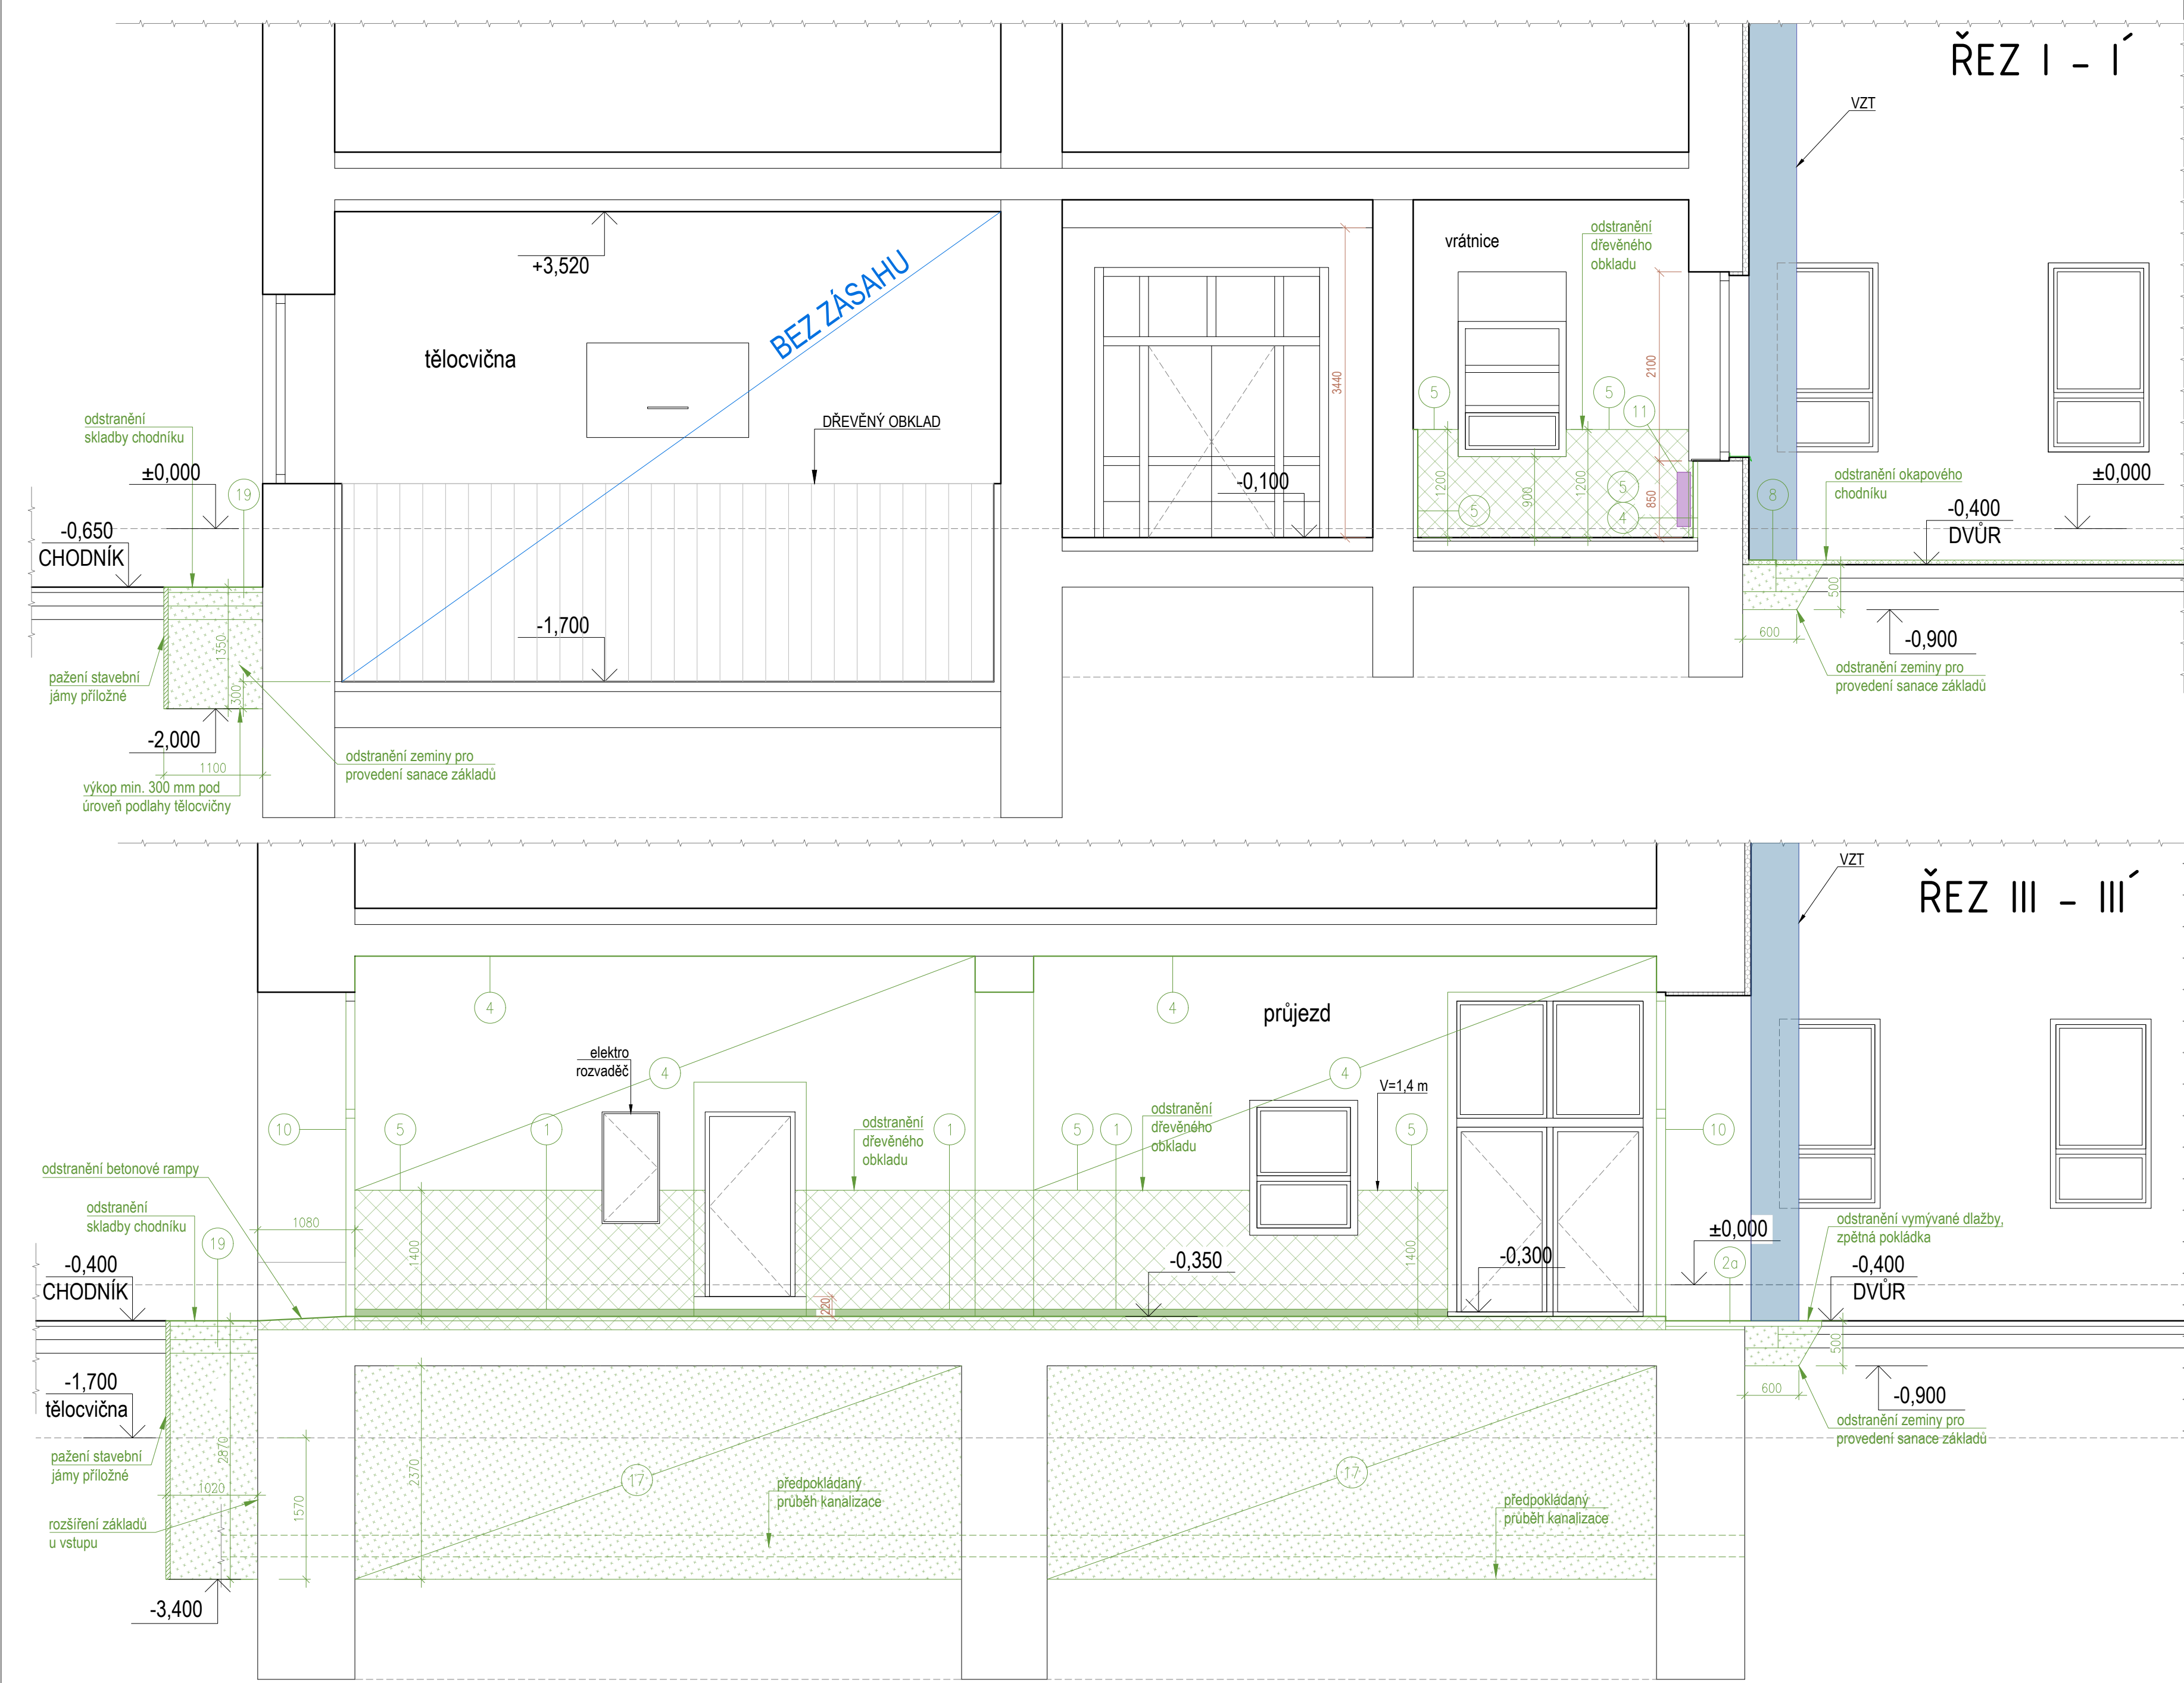 ŘEZ I - I´
VZT
+3,520
BEZ ZÁSAHU
tělocvična
DŘEVĚNÝ OBKLAD
vrátnice
odstranění
dřevěného
obkladu
3440
2100
850
5
5
11
1200
900
1200
5
5
4
-0,100
odstranění
skladby chodníku
±0,000
19
-0,650
CHODNÍK
1350
300
pažení stavební
jámy příložné
-1,700
-2,000
1100
výkop min. 300 mm pod
úroveň podlahy tělocvičny
odstranění zeminy pro
provedení sanace základů
8
odstranění okapového
chodníku
±0,000
-0,400
DVŮR
500
600
-0,900
odstranění zeminy pro
provedení sanace základů
ŘEZ III - III´
VZT
4
4
průjezd
elektro
rozvaděč
4
4
V=1,4 m
10
5
1
odstranění
dřevěného
obkladu
1
5
1
odstranění
dřevěného
obkladu
5
10
odstranění betonové rampy
odstranění
skladby chodníku
19
1080
1400
1400
220
-0,350
-0,300
±0,000
2a
odstranění vymývané dlažby,
zpětná pokládka
-0,400
DVŮR
-0,400
CHODNÍK
-1,700
tělocvična
pažení stavební
jámy příložné
2870
1020
1570
2370
rozšíření základů
u vstupu
-3,400
17
předpokládaný
průběh kanalizace
17
předpokládaný
průběh kanalizace
500
600
-0,900
odstranění zeminy pro
provedení sanace základů